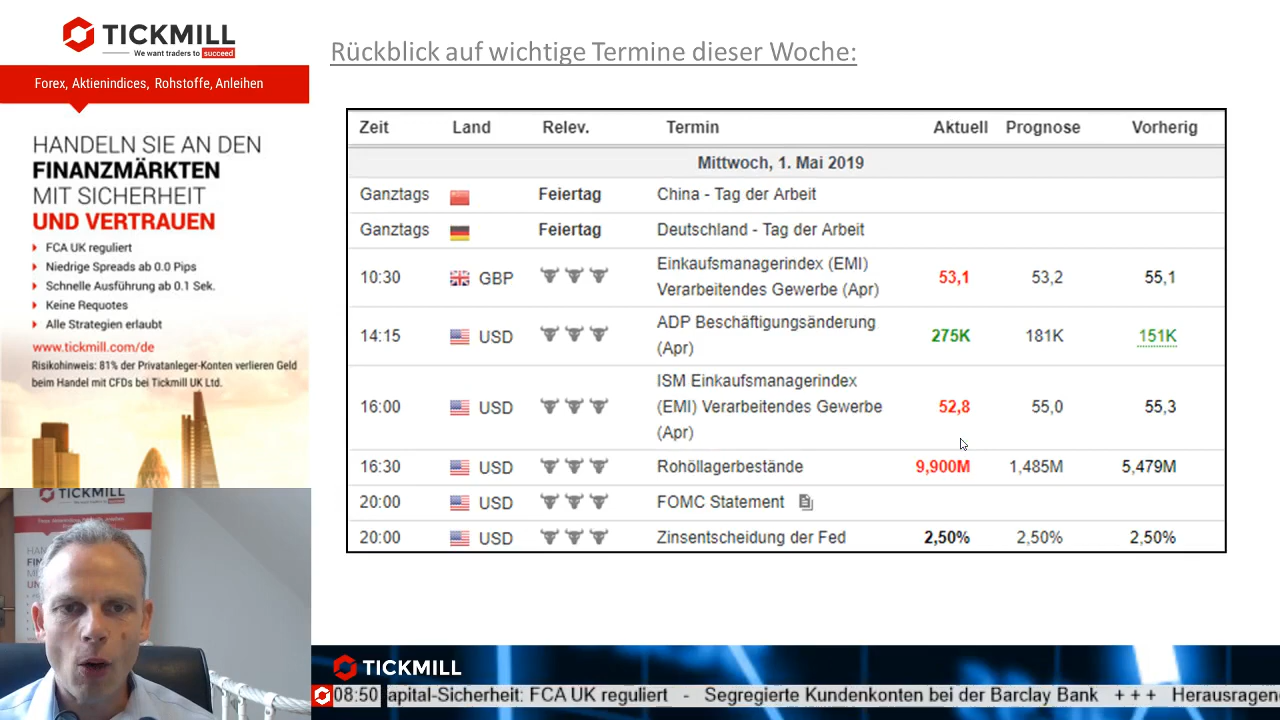 TICKMILL
We want traders to succeed
Forex, Aktienindices, Rohstoffe, Anleihen
HANDELN SIE AN DEN
FINANZMÄRKTEN
MIT SICHERHEIT
UND VERTRAUEN
FCA UK reguliert
Niedrige Spreads ab 0.0 Pips
Schnelle Ausführung ab 0.1 Sek.
Keine Requotes
Alle Strategien erlaubt
www.tickmill.com/de
Risikohinweis: 81% der Privatanleger-Konten verlieren Geld
beim Handel mit CFDs bei Tickmill UK Ltd.
Rückblick auf wichtige Termine dieser Woche:
Zeit Land Relev. Termin Aktuell Prognose Vorherig
Mittwoch, 1. Mai 2019
Ganztags Feiertag China - Tag der Arbeit
Ganztags Feiertag Deutschland - Tag der Arbeit
10:30 GBP Einkaufsmanagerindex (EMI)
Verarbeitendes Gewerbe (Apr) 53,1 53,2 55,1
14:15 USD ADP Beschäftigungsänderung
(Apr) 275K 181K 151K
16:00 USD ISM Einkaufsmanagerindex
(EMI) Verarbeitendes Gewerbe 52,8 55,0 55,3
(Apr)
16:30 USD Rohöllagerbestände 9,900M 1,485M 5,479M
20:00 USD FOMC Statement
20:00 USD Zinsentscheidung der Fed 2,50% 2,50% 2,50%
TICKMILL
TICKMILL
08:50 apital-Sicherheit: FCA UK reguliert - Segregierte Kundenkonten bei der Barclay Bank + + + Herausragen